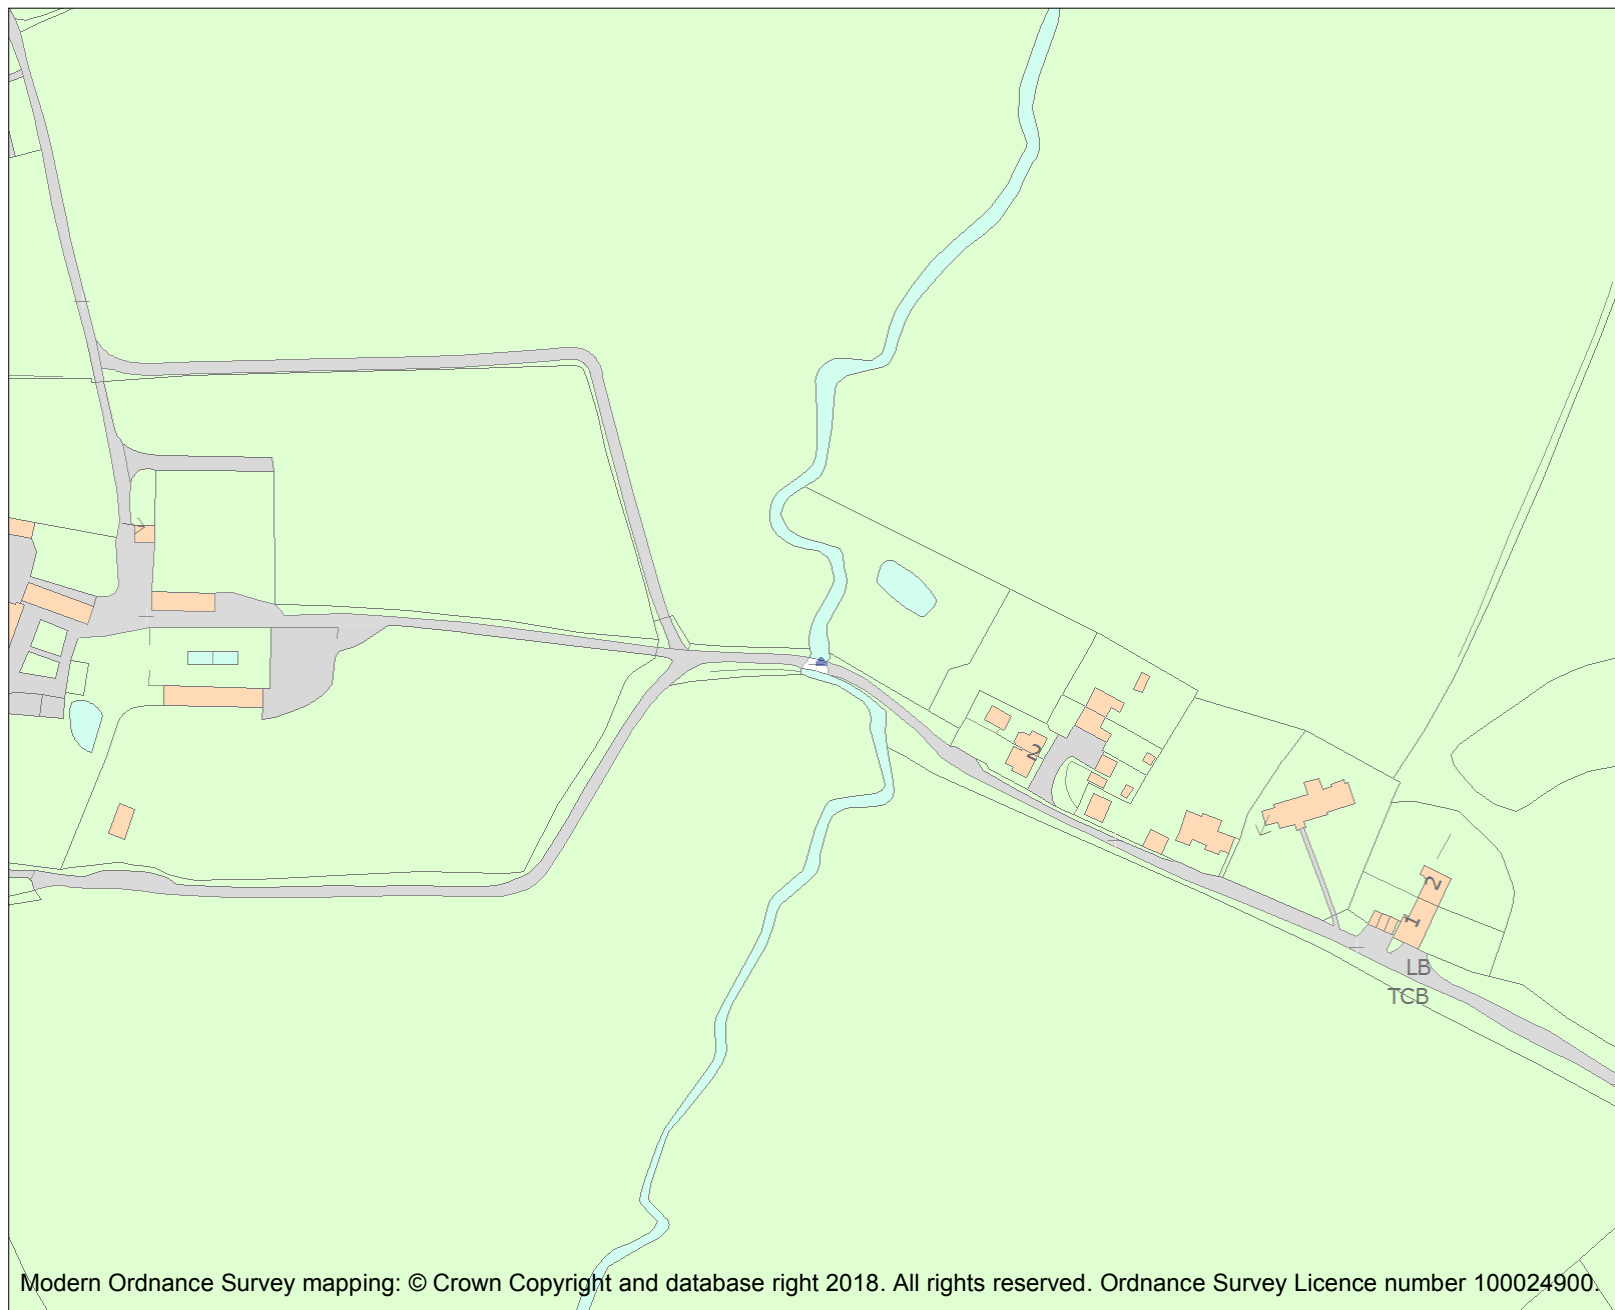 2
2
1
LB
TCB
Modern Ordnance Survey mapping: © Crown Copyright and database right 2018. All rights reserved. Ordnance Survey Licence number 100024900.